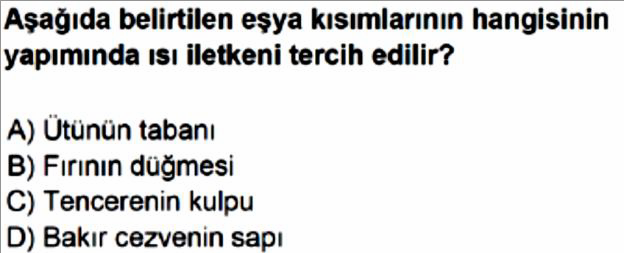 Aşağıda belirtilen eşya kısımlarının hangisinin
yapımında ısı iletkeni tercih edilir?
A) Ütünün tabanı
B) Fırının düğmesi
C) Tencerenin kulpu
D) Bakır cezvenin sapı